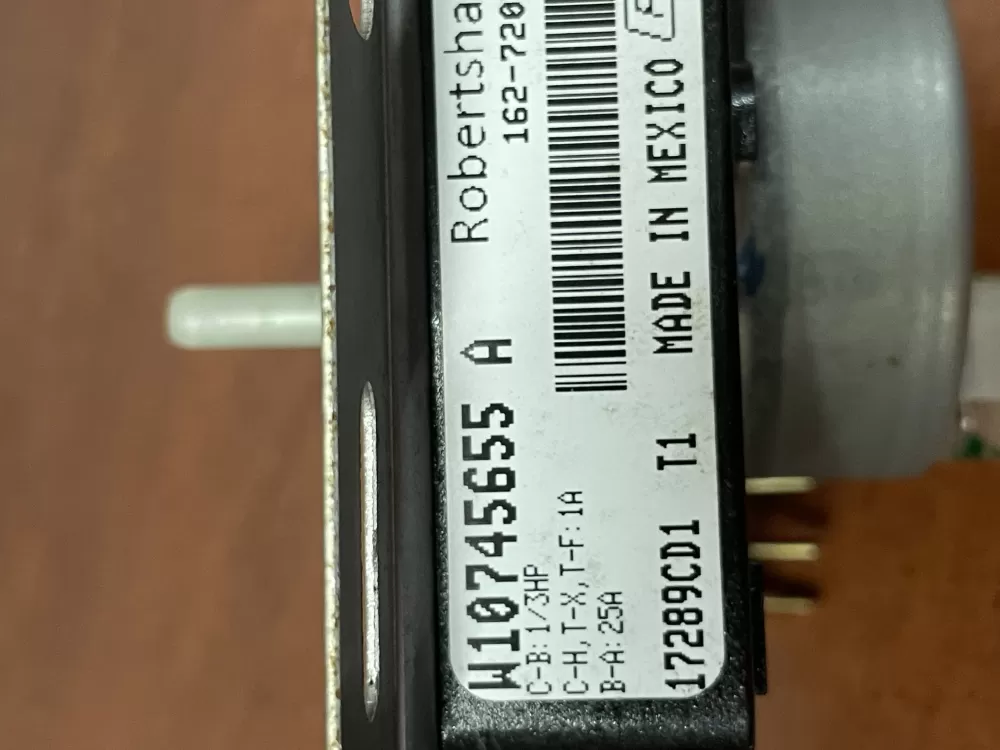 W10745655 A Robertsha
162-720
C-B:1/3HP
C-H,T-X,T-F:1A
B-A:25A
17289CD1 T1 MADE IN MEXICO